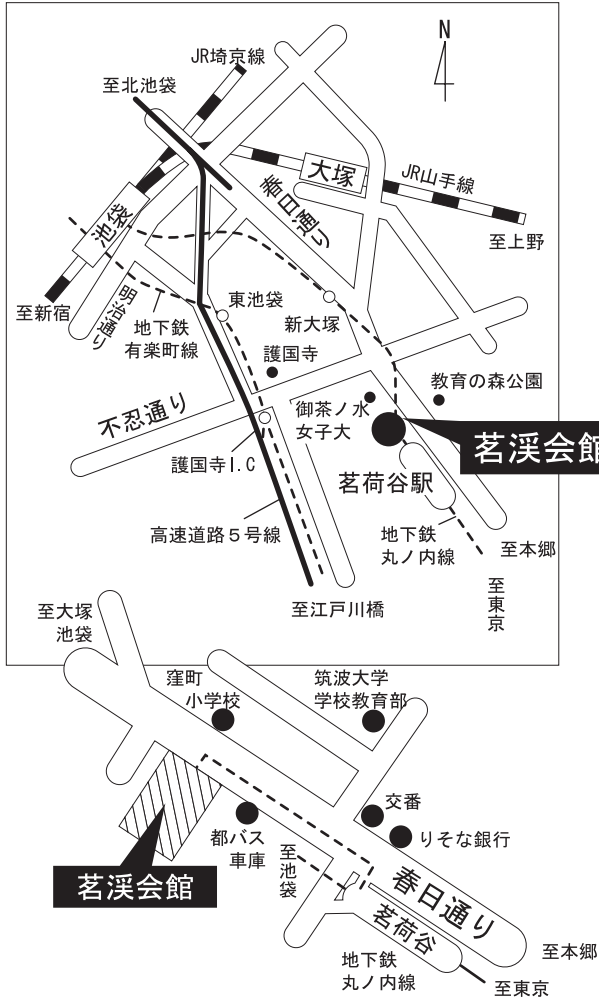 N
JR埼京線
至北池袋
大塚
JR山手線
春日通り
池袋
至上野
至新宿
明治通り
地下鉄
有楽町線
東池袋
新大塚
護国寺
教育の森公園
不忍通り
御茶ノ水
女子大
茗渓会館
護国寺I.C
茗荷谷駅
高速道路5号線
地下鉄
丸ノ内線
至本郷
至東京
至江戸川橋
至大塚
池袋
窪町
小学校
筑波大学
学校教育部
交番
りそな銀行
都バス
車庫
至池袋
茗渓会館
春日通り
茗荷谷
地下鉄
丸ノ内線
至本郷
至東京